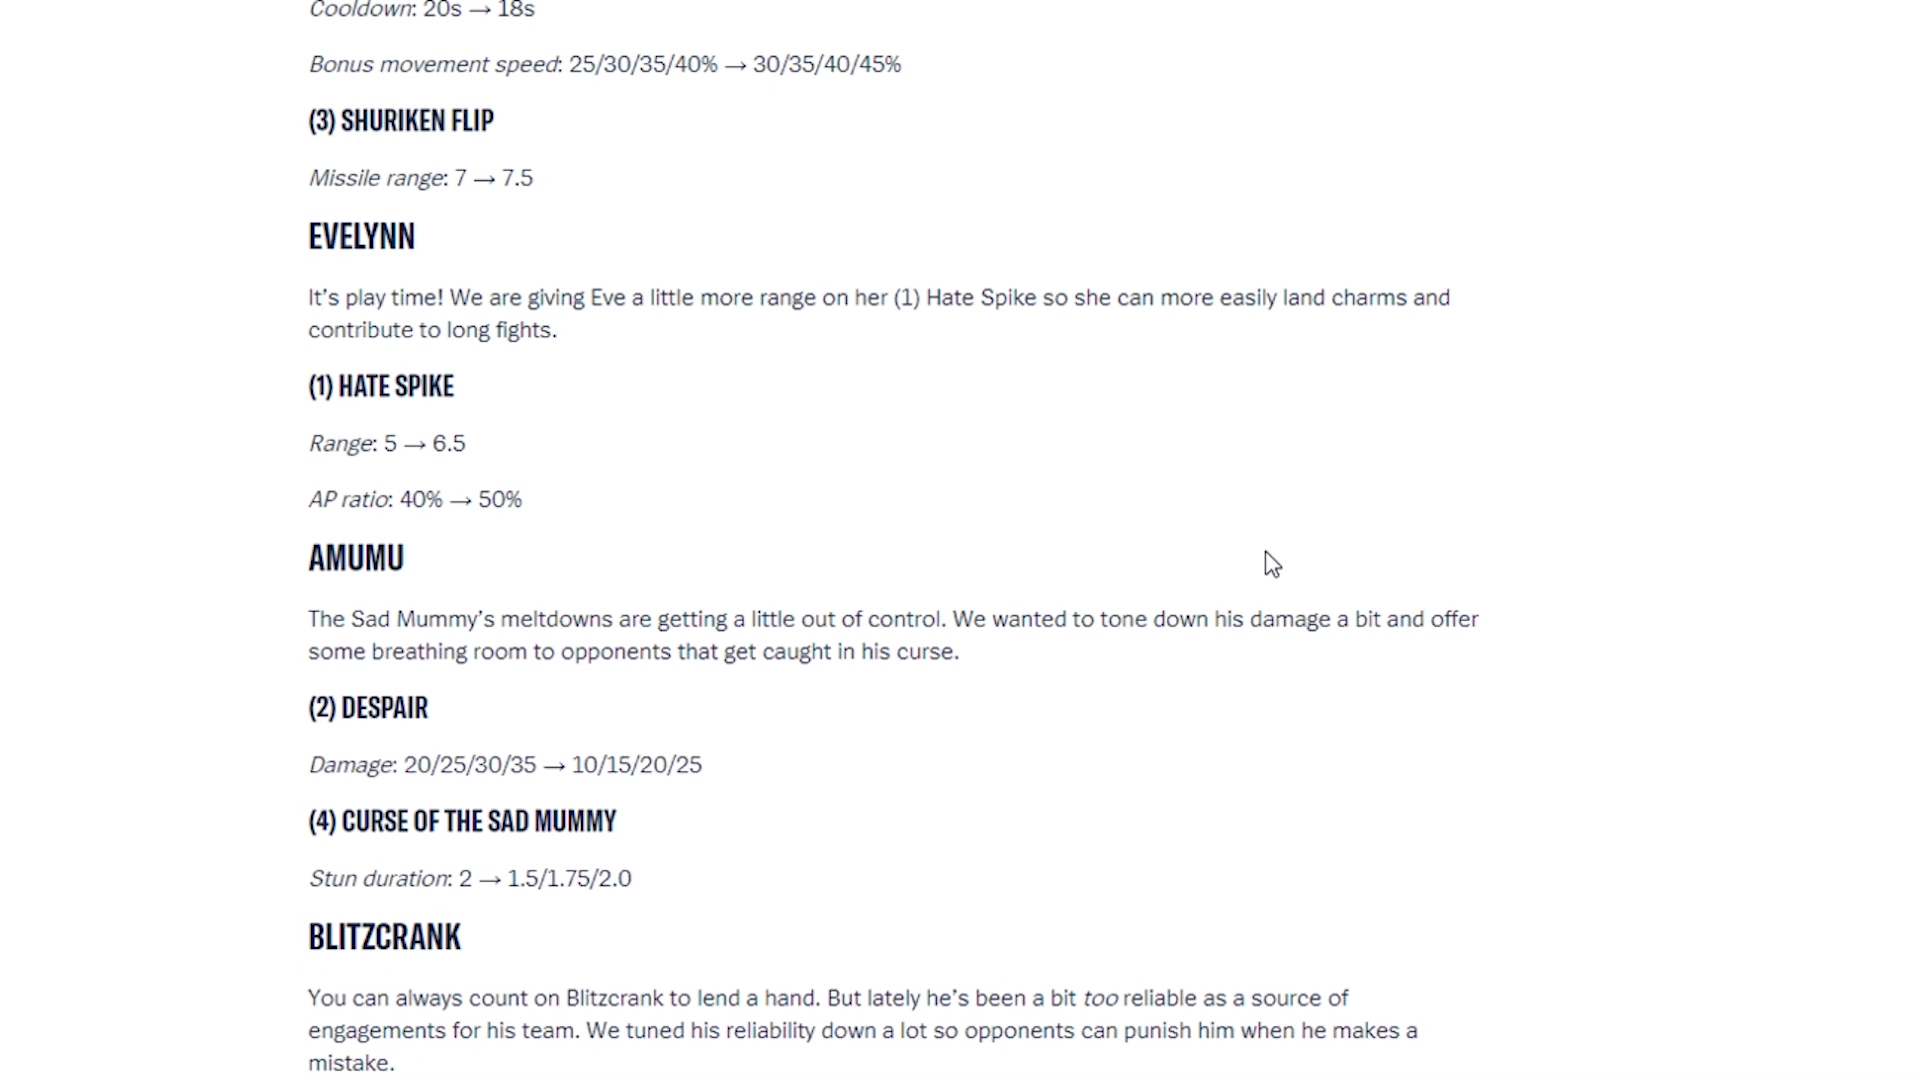 Cooldown: 20s → 18s
Bonus movement speed: 25/30/35/40% → 30/35/40/45%
(3) SHURIKEN FLIP
Missile range: 7 → 7.5
EVELYNN
It’s play time! We are giving Eve a little more range on her (1) Hate Spike so she can more easily land charms and
contribute to long fights.
(1) HATE SPIKE
Range: 5 → 6.5
AP ratio: 40% → 50%
AMUMU
The Sad Mummy’s meltdowns are getting a little out of control. We wanted to tone down his damage a bit and offer
some breathing room to opponents that get caught in his curse.
(2) DESPAIR
Damage: 20/25/30/35 → 10/15/20/25
(4) CURSE OF THE SAD MUMMY
Stun duration: 2 → 1.5/1.75/2.0
BLITZCRANK
You can always count on Blitzcrank to lend a hand. But lately he’s been a bit too reliable as a source of
engagements for his team. We tuned his reliability down a lot so opponents can punish him when he makes a
mistake.